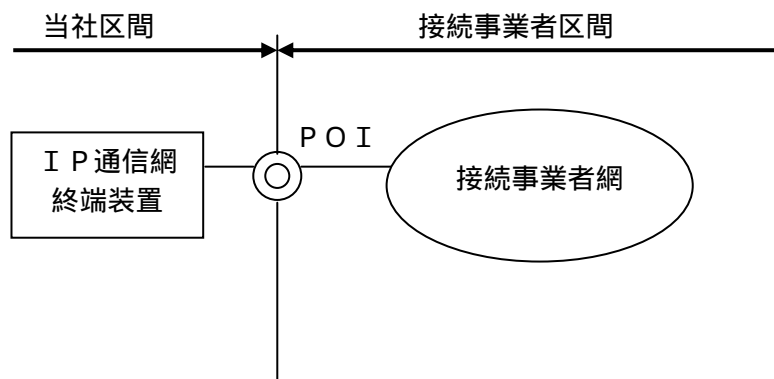 当社区間
接続事業者区間
ＰＯＩ
ＩＰ通信網
終端装置
接続事業者網